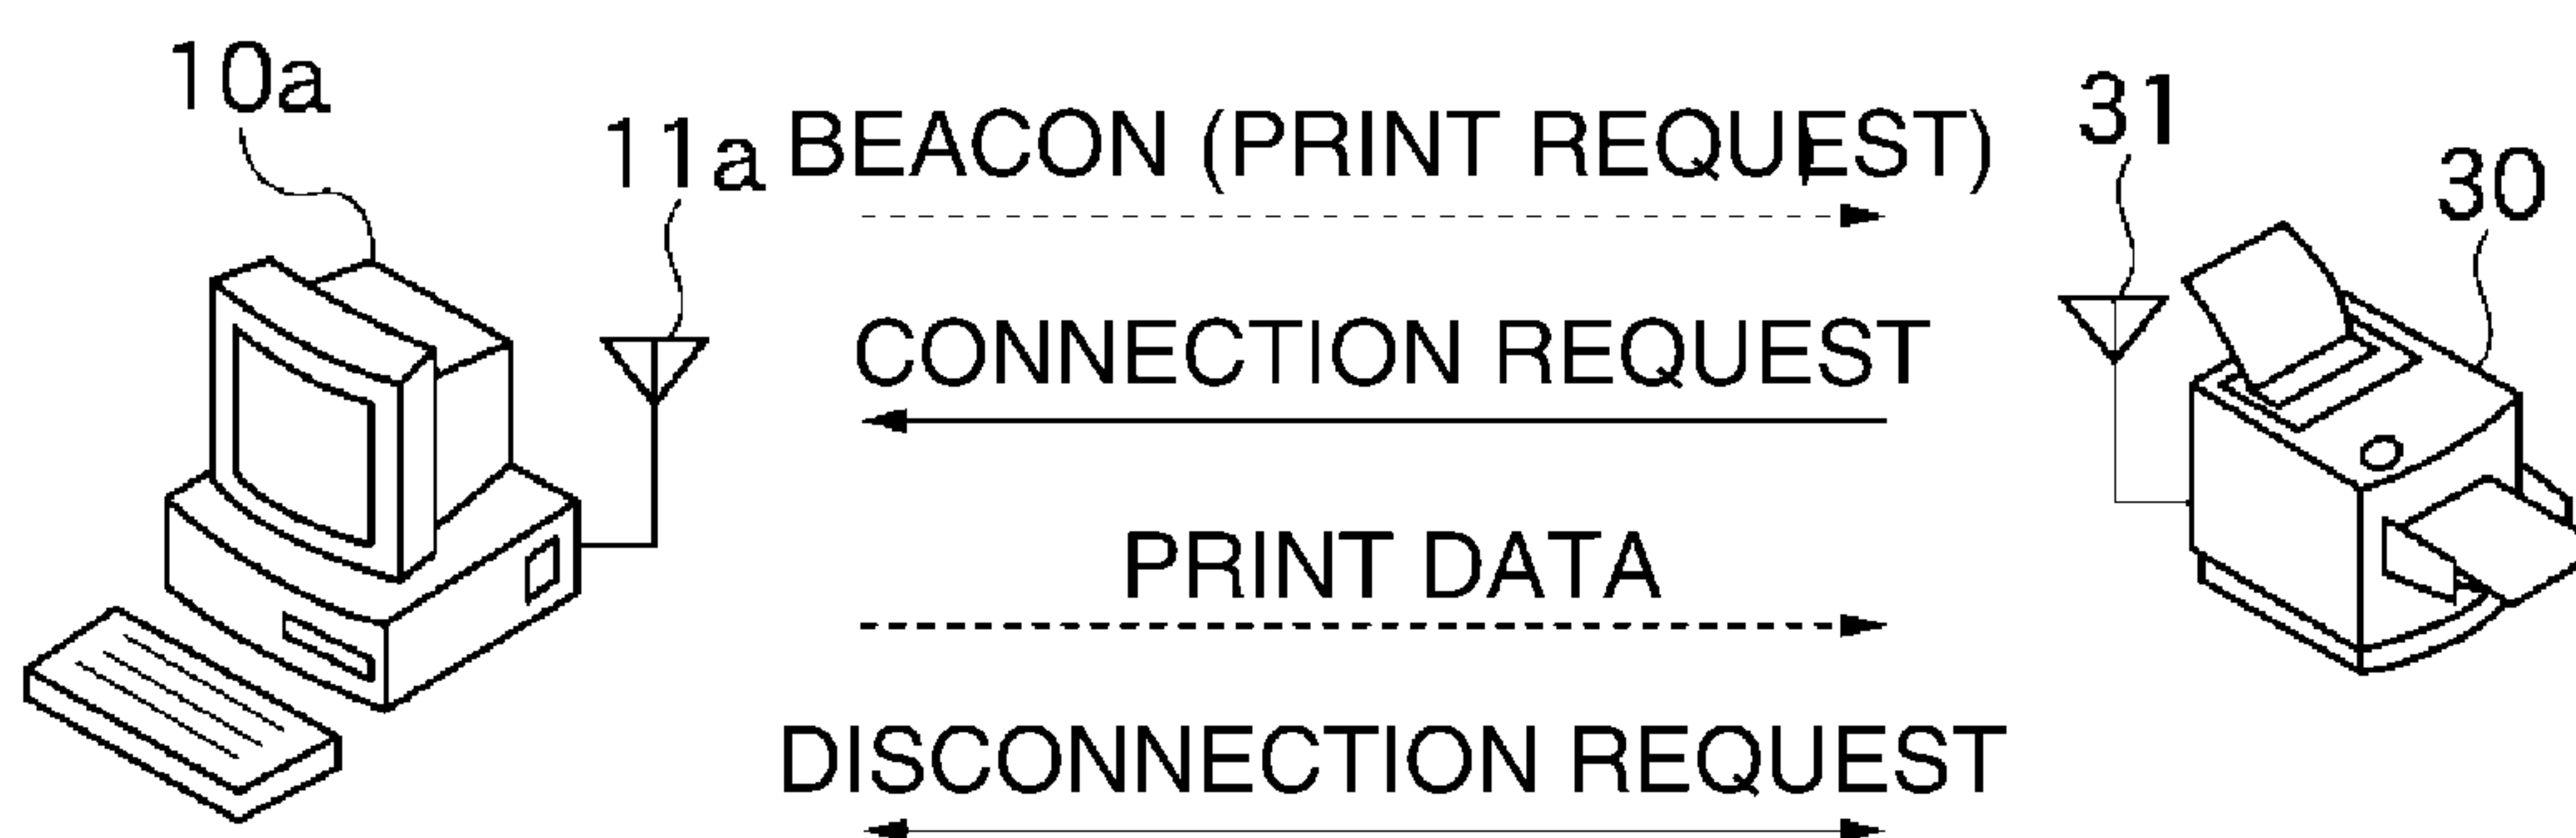 10a
11a
BEACON (PRINT REQUEST)
31
30
CONNECTION REQUEST
PRINT DATA
DISCONNECTION REQUEST